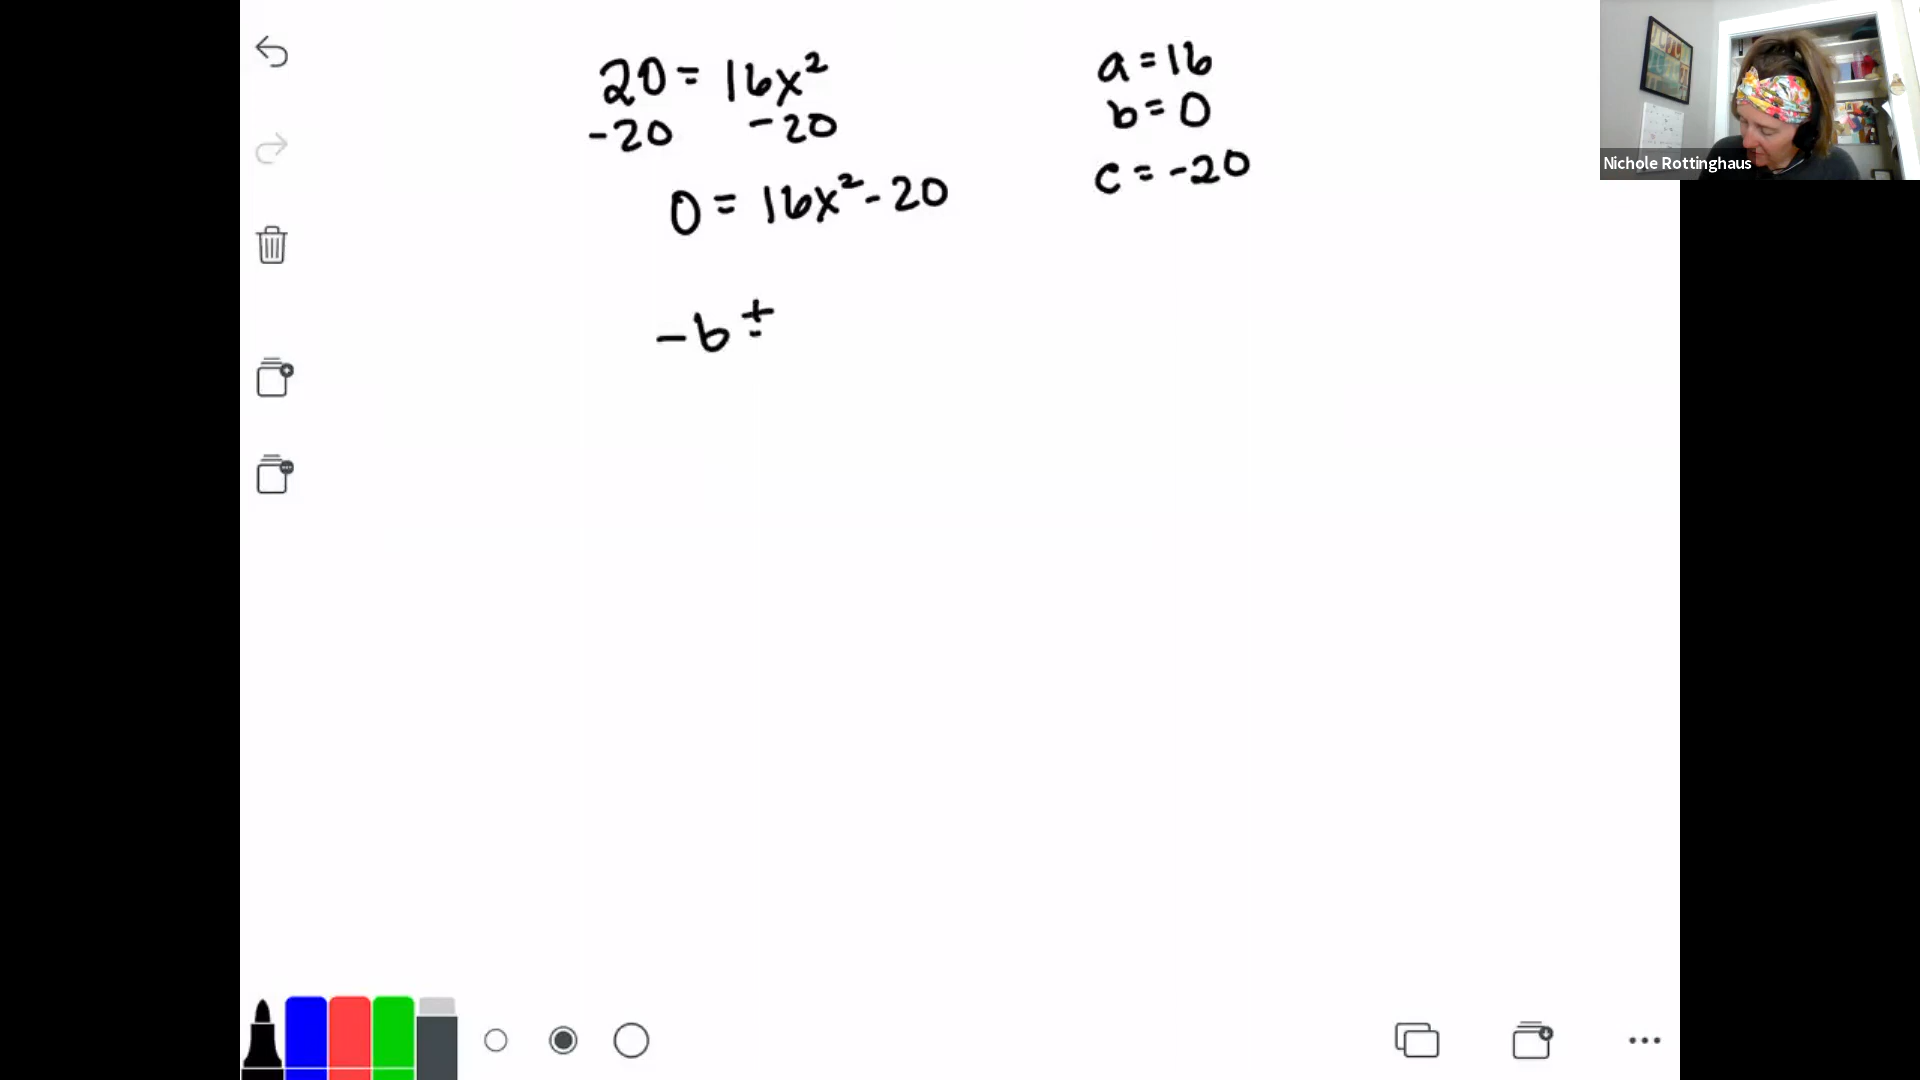 20 = 16x²
-20 -20
0 = 16x² - 20
-b ±
a = 16
b = 0
c = -20
Nichole Rottinghaus